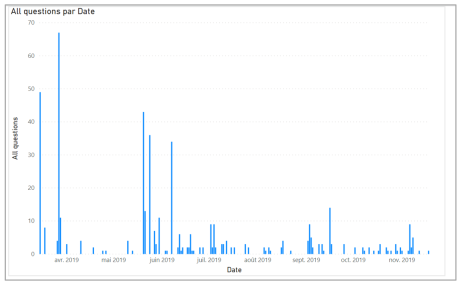 All questions par Date
70
60
50
40
30
20
10
0
All questions
avr. 2019 mai 2019 juin 2019 juil. 2019 août 2019 sept. 2019 oct. 2019 nov. 2019
Date